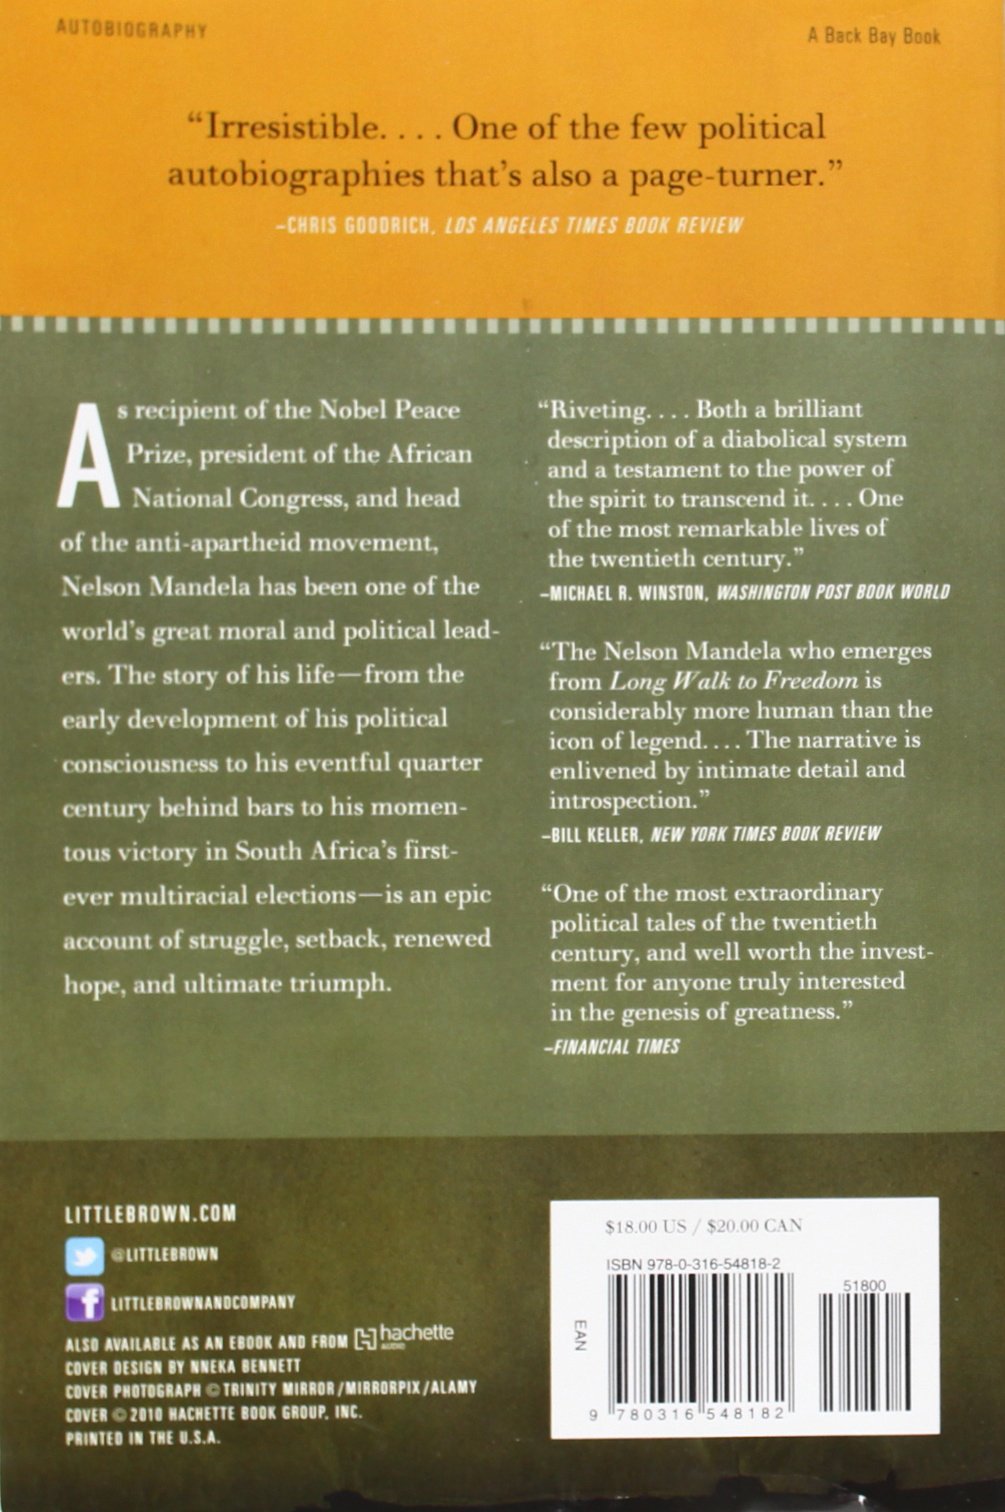 AUTOBIOGRAPHY
A Back Bay Book
“Irresistible. . . . One of the few political
autobiographies that’s also a page-turner.”
–CHRIS GOODRICH, LOS ANGELES TIMES BOOK REVIEW
As recipient of the Nobel Peace
Prize, president of the African
National Congress, and head
of the anti-apartheid movement,
Nelson Mandela has been one of the
world’s great moral and political lead-
ers. The story of his life—from the
early development of his political
consciousness to his eventful quarter
century behind bars to his momen-
tous victory in South Africa’s first-
ever multiracial elections—is an epic
account of struggle, setback, renewed
hope, and ultimate triumph.
“Riveting. . . . Both a brilliant
description of a diabolical system
and a testament to the power of
the spirit to transcend it. . . . One
of the most remarkable lives of
the twentieth century.”
–MICHAEL R. WINSTON, WASHINGTON POST BOOK WORLD
“The Nelson Mandela who emerges
from Long Walk to Freedom is
considerably more human than the
icon of legend. . . . The narrative is
enlivened by intimate detail and
introspection.”
–BILL KELLER, NEW YORK TIMES BOOK REVIEW
“One of the most extraordinary
political tales of the twentieth
century, and well worth the invest-
ment for anyone truly interested
in the genesis of greatness.”
–FINANCIAL TIMES
LITTLEBROWN.COM
@LITTLEBROWN
f LITTLEBROWNANDCOMPANY
ALSO AVAILABLE AS AN EBOOK AND FROM hachette AUDIO
COVER DESIGN BY NNEKA BENNETT
COVER PHOTOGRAPH © TRINITY MIRROR/MIRRORPIX/ALAMY
COVER © 2010 HACHETTE BOOK GROUP, INC.
PRINTED IN THE U.S.A.
$18.00 US / $20.00 CAN
ISBN 978-0-316-54818-2
51800
EAN
9 780316 548182